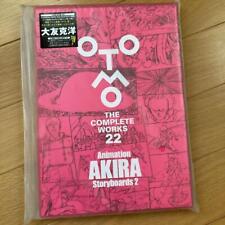 大友克洋
OTOMO
THE
COMPLETE
WORKS
22
Animation
AKIRA
Storyboards 2